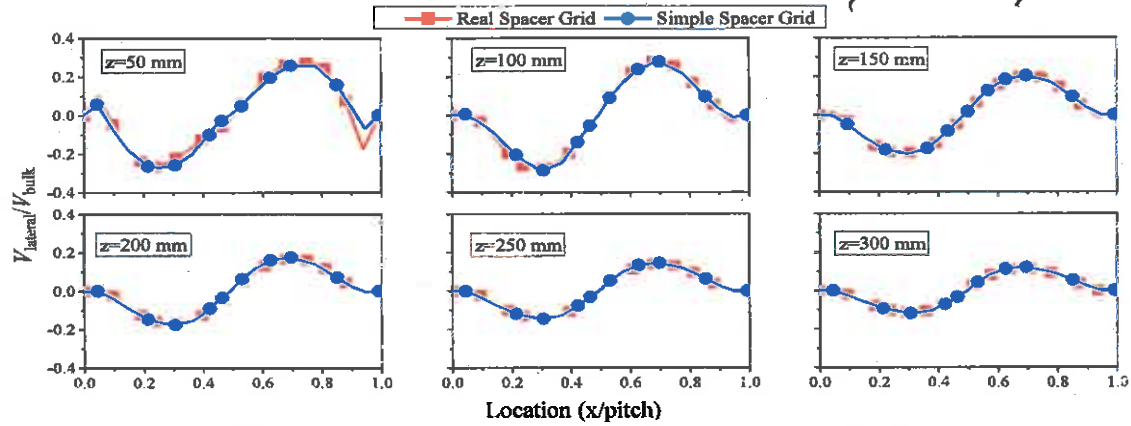 Real Spacer Grid Simple Spacer Grid
0.4
0.2
0.0
-0.2
-0.4
z=50 mm
z=100 mm
z=150 mm
V_lateral/V_bulk
0.4
0.2
0.0
-0.2
-0.4
z=200 mm
z=250 mm
z=300 mm
0.0 0.2 0.4 0.6 0.8 1.0
0.0 0.2 0.4 0.6 0.8 1.0
0.0 0.2 0.4 0.6 0.8 1.0
Location (x/pitch)